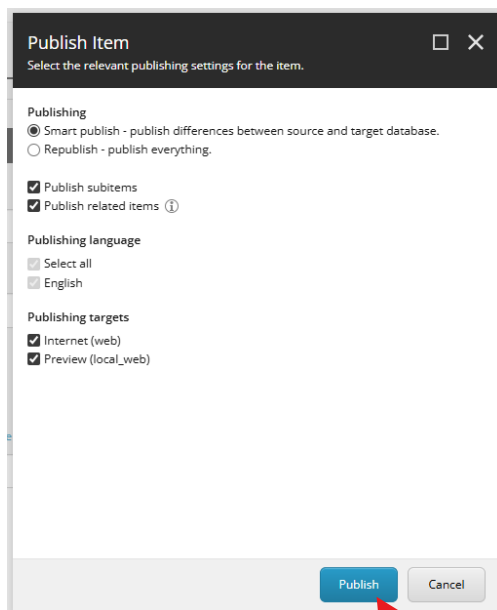 Publish Item
Select the relevant publishing settings for the item.
Publishing
Smart publish - publish differences between source and target database.
Republish - publish everything.
Publish subitems
Publish related items
Publishing language
Select all
English
Publishing targets
Internet (web)
Preview (local_web)
Publish
Cancel